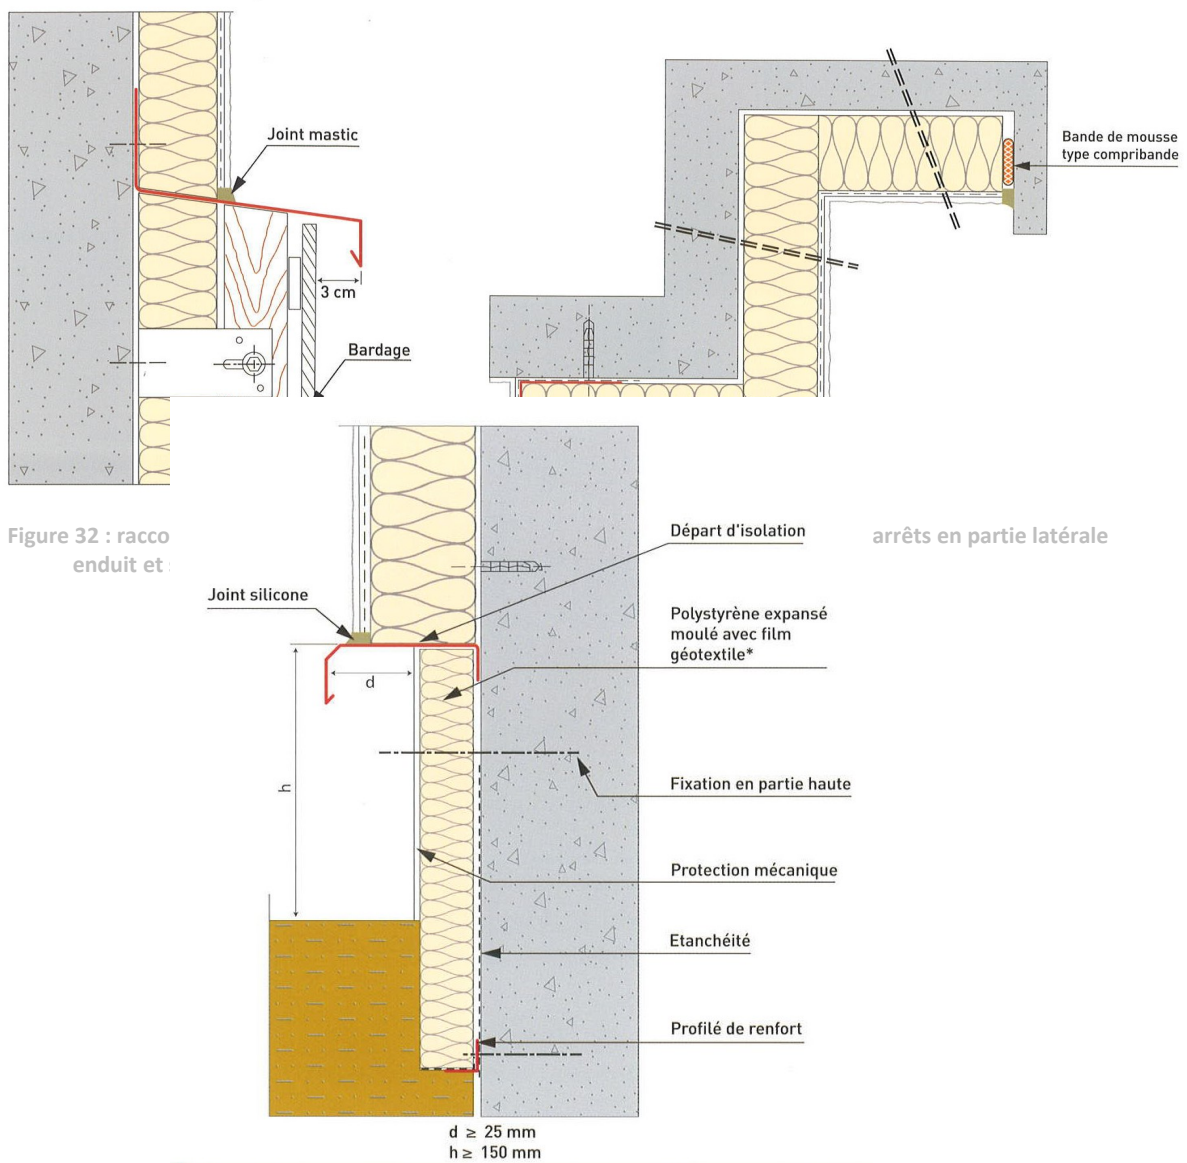 Joint mastic
3 cm
Bardage
Bande de mousse
type compribande
Figure 32 : racco
enduit et
arrêts en partie latérale
Départ d'isolation
Joint silicone
Polystyrène expansé
moulé avec film
géotextile*
d
h
Fixation en partie haute
Protection mécanique
Etanchéité
Profilé de renfort
d ≥ 25 mm
h ≥ 150 mm